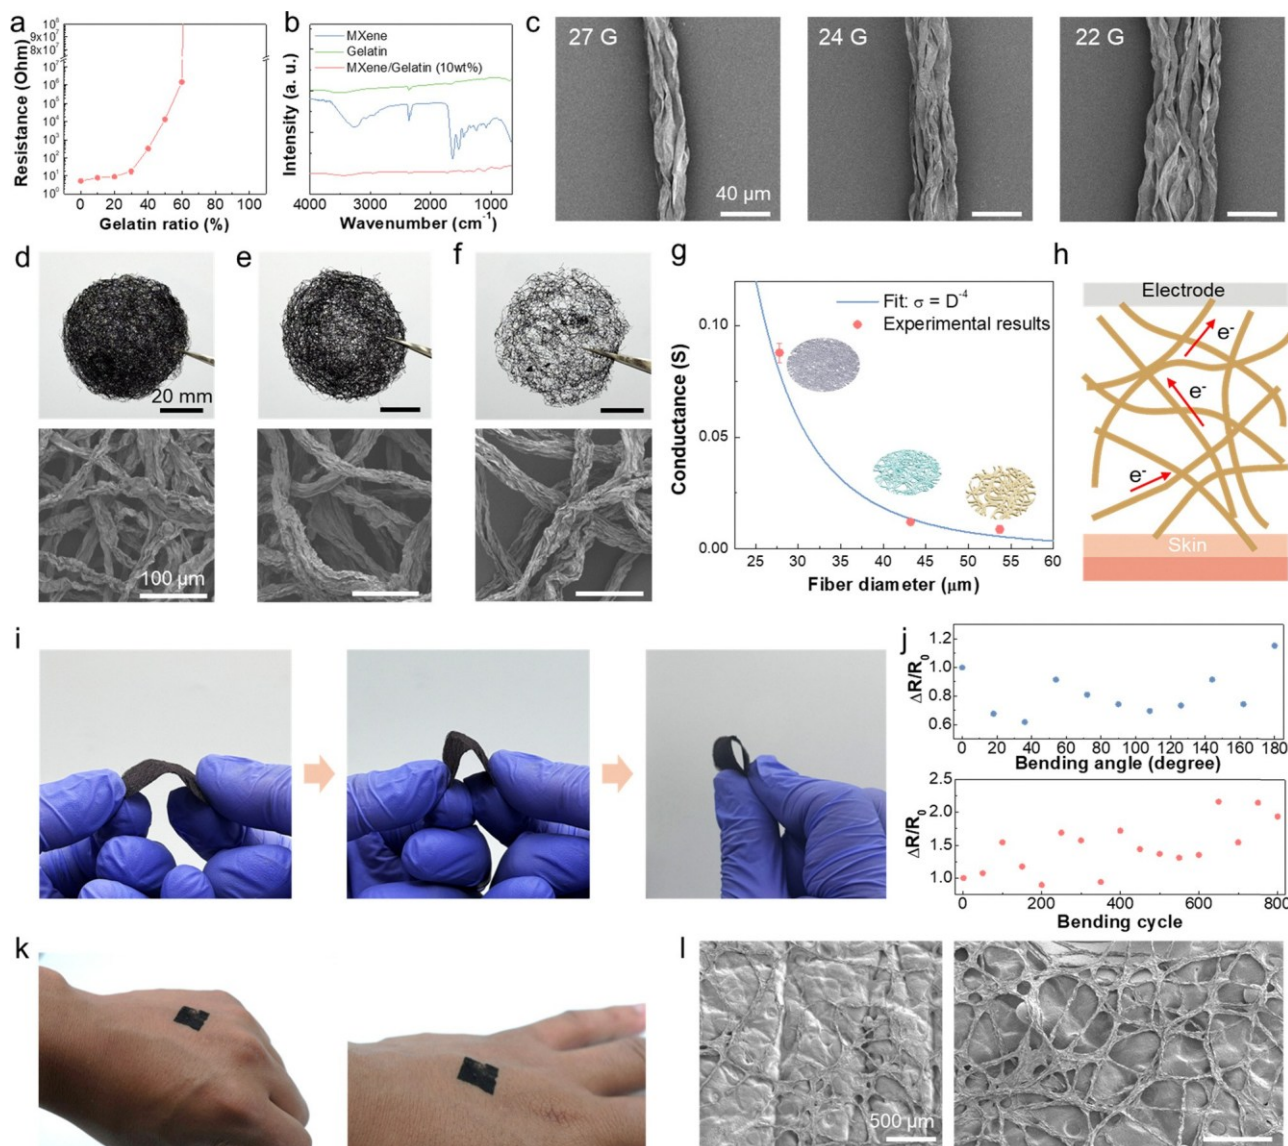 a
Resistance (Ohm)
10⁸
9x10⁷
8x10⁷
10⁶
10⁵
10⁴
10³
10²
10¹
10⁰
0 20 40 60 80 100
Gelatin ratio (%)
b
Intensity (a. u.)
MXene
Gelatin
MXene/Gelatin (10wt%)
4000 3000 2000 1000
Wavenumber (cm⁻¹)
c
27 G
40 µm
24 G
22 G
d
20 mm
100 µm
e
f
g
Conductance (S)
0.10
0.05
0.00
Fit: σ = D⁻⁴
Experimental results
25 30 35 40 45 50 55 60
Fiber diameter (µm)
h
Electrode
e⁻
e⁻
e⁻
Skin
i
j
ΔR/R₀
1.2
1.0
0.8
0.6
0 20 40 60 80 100 120 140 160 180
Bending angle (degree)
ΔR/R₀
2.5
2.0
1.5
1.0
0 200 400 600 800
Bending cycle
k
l
500 µm